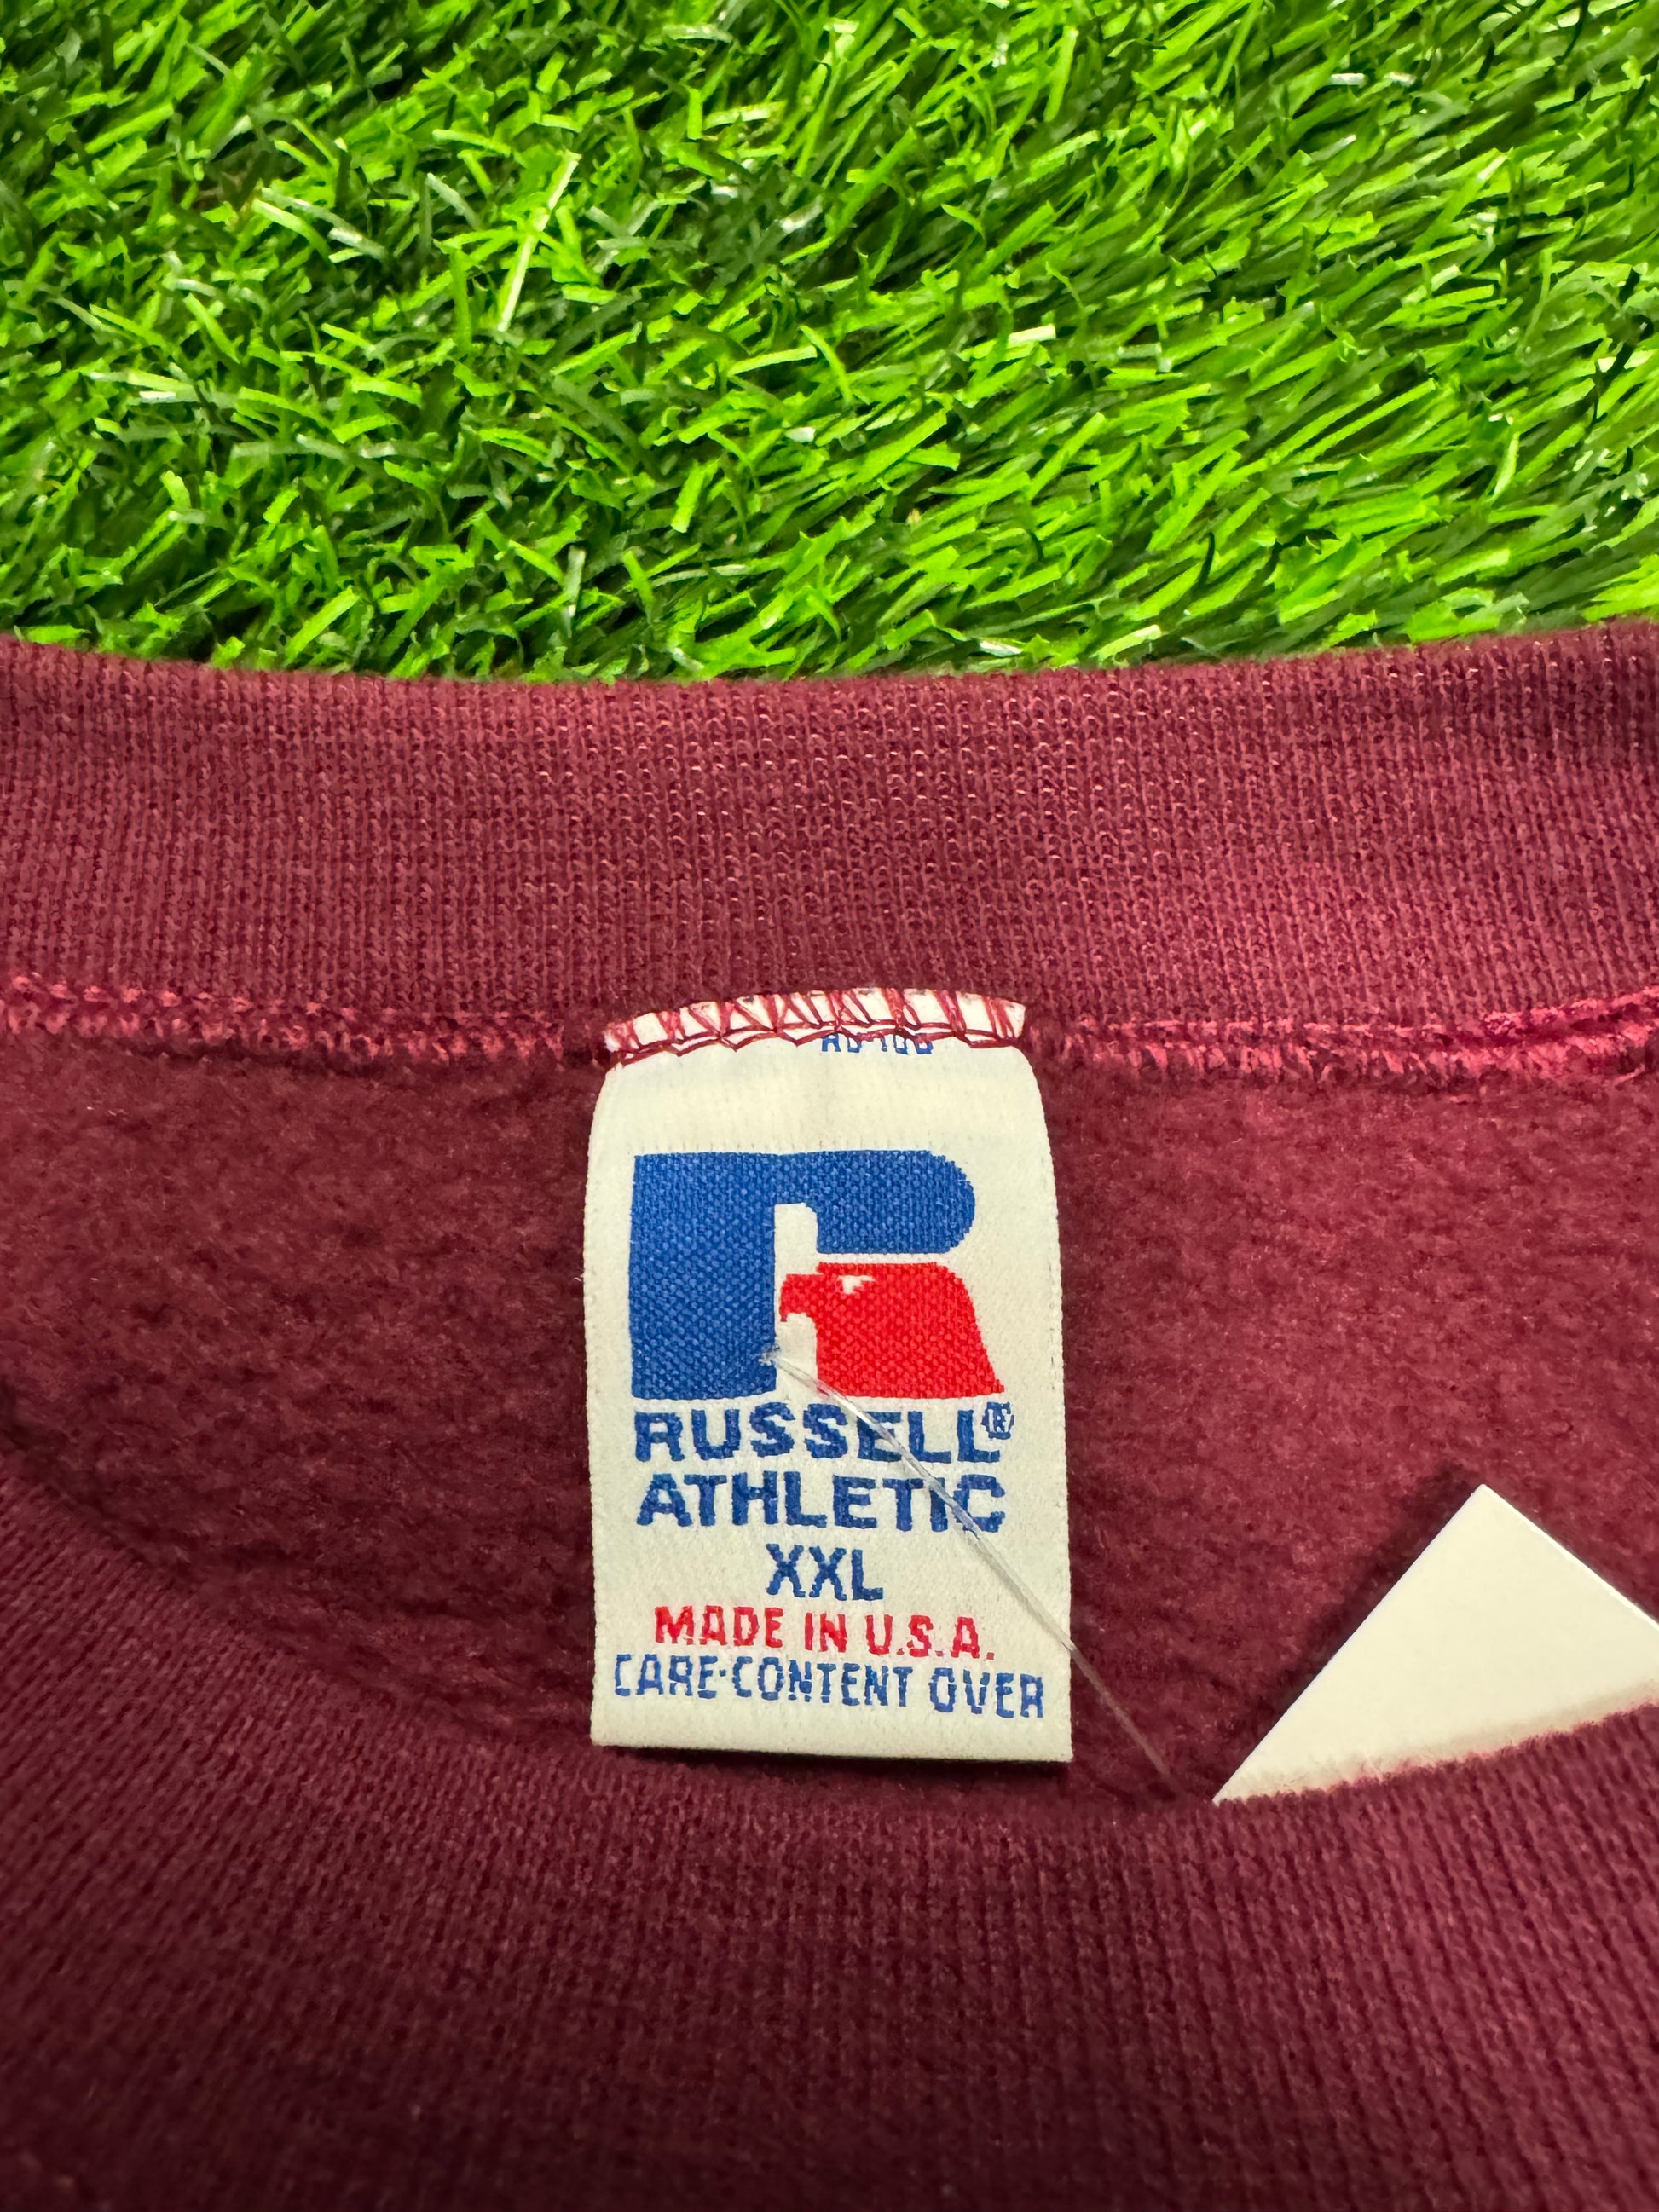 RUSSELL®
ATHLETIC
XXL
MADE IN U.S.A.
CARE·CONTENT OVER